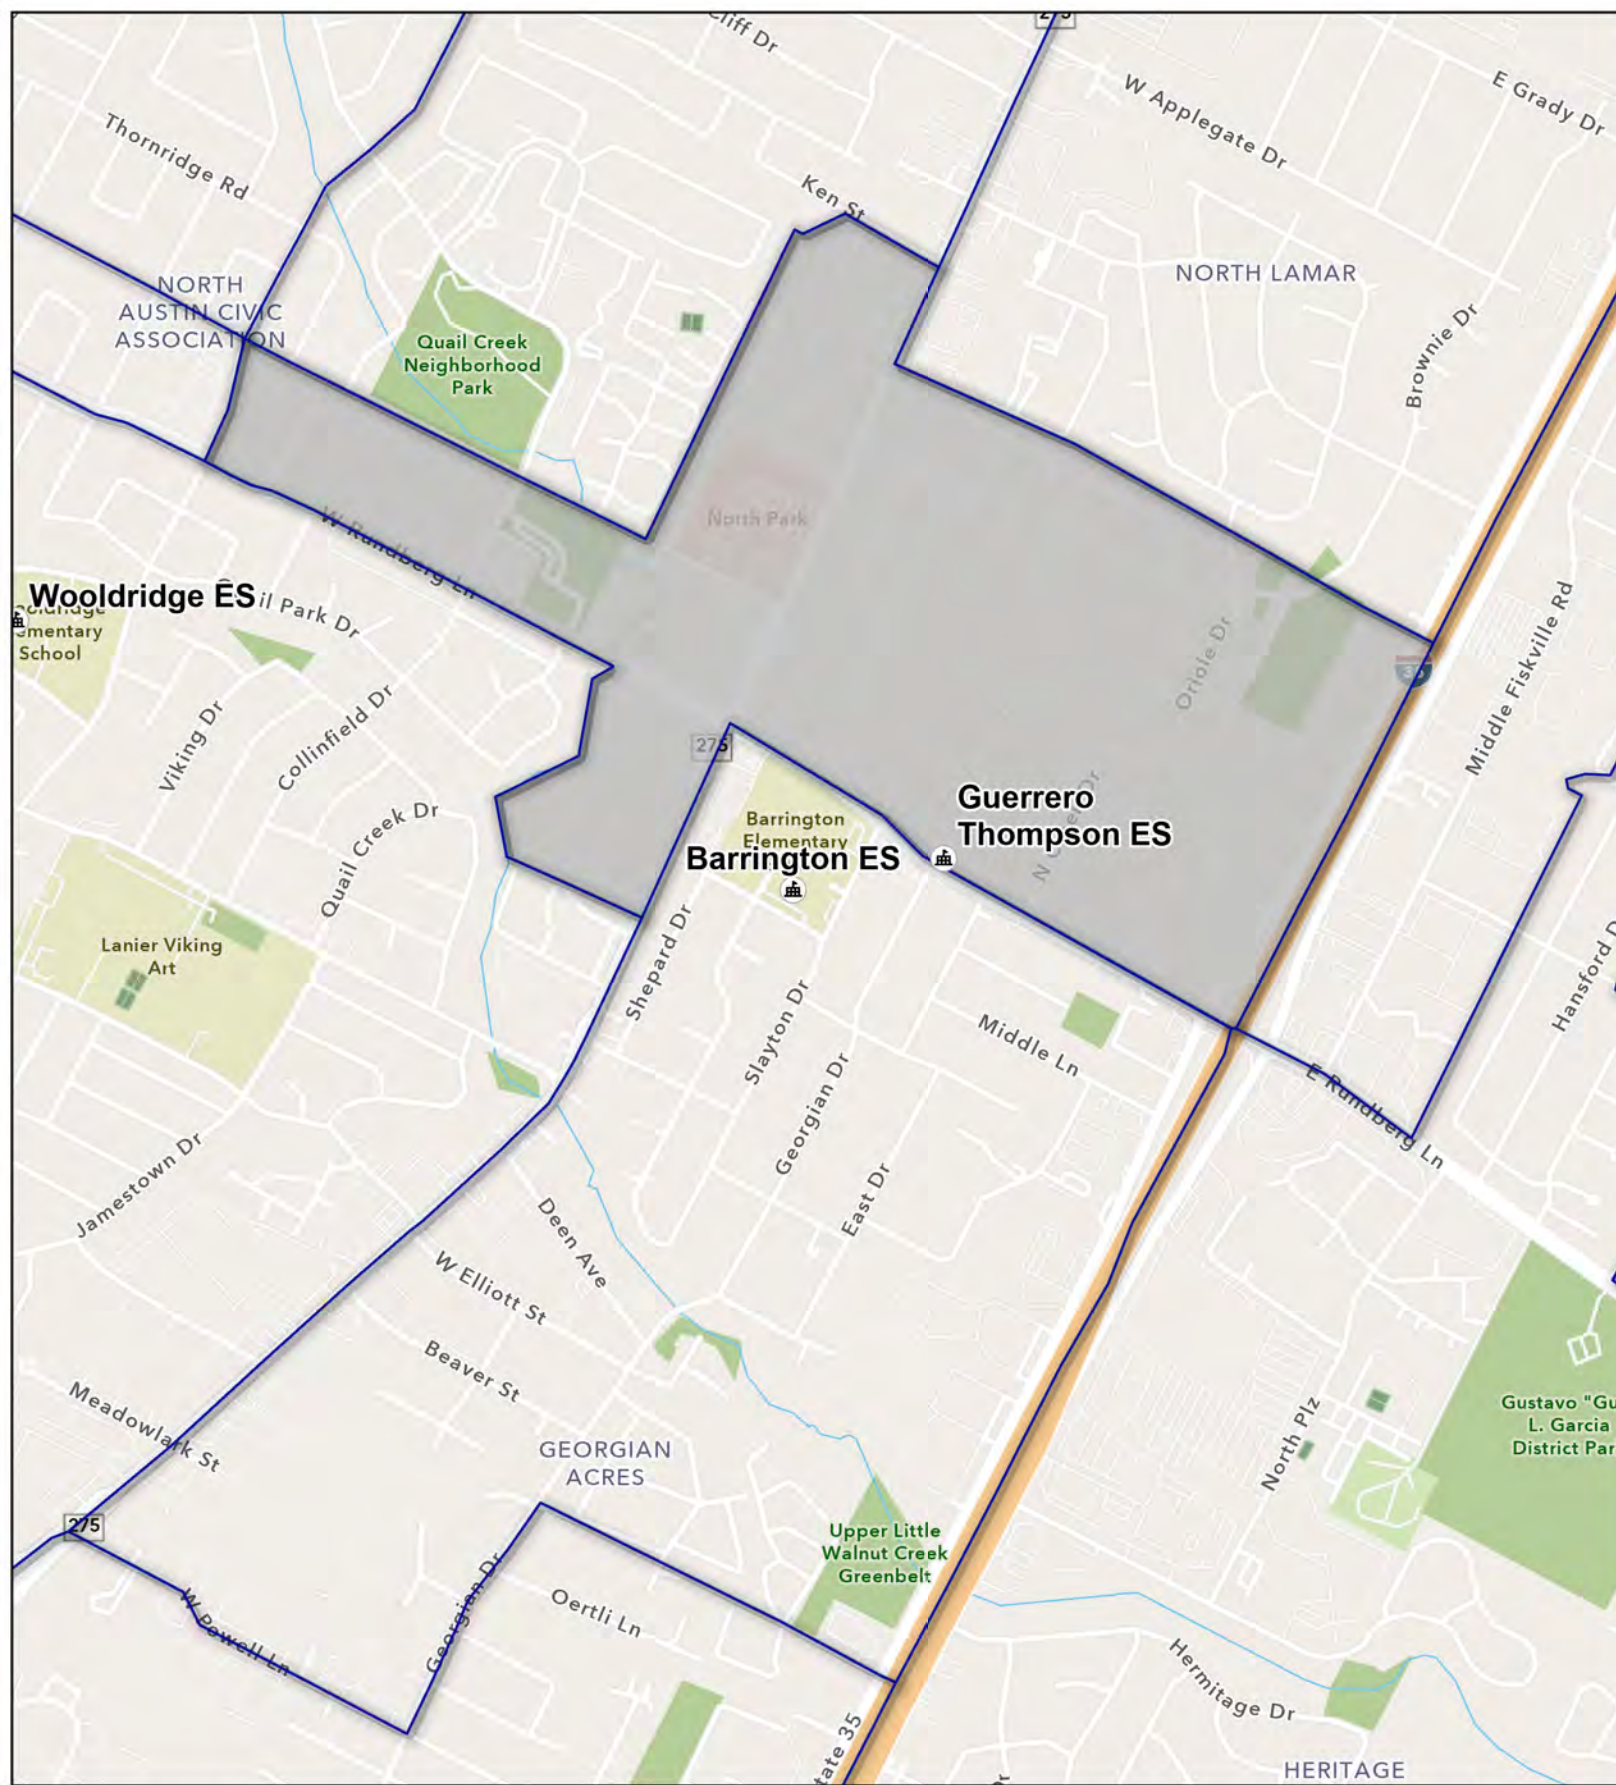 Cliff Dr
W Applegate Dr
E Grady Dr
Thornridge Rd
Ken St
NORTH LAMAR
NORTH
AUSTIN CIVIC
ASSOCIATION
Quail Creek
Neighborhood
Park
Brownie Dr
North Park
W Rundberg Ln
Wooldridge ES
il Park Dr
ementary
School
Oriole Dr
35
Middle Fiskville Rd
Viking Dr
Collinfield Dr
275
Quail Creek Dr
Barrington
Elementary
Barrington ES
Guerrero
Thompson ES
Lanier Viking
Art
Shepard Dr
Slayton Dr
Middle Ln
Hansford
Georgian Dr
E Rundberg Ln
Jamestown Dr
East Dr
Deen Ave
W Elliott St
Beaver St
Meadowlark St
North Plz
Gustavo "Gu
L. Garcia
District Par
GEORGIAN
ACRES
275
Upper Little
Walnut Creek
Greenbelt
Georgian Dr
Oertli Ln
W Powell Ln
Hermitage Dr
tate 35
HERITAGE